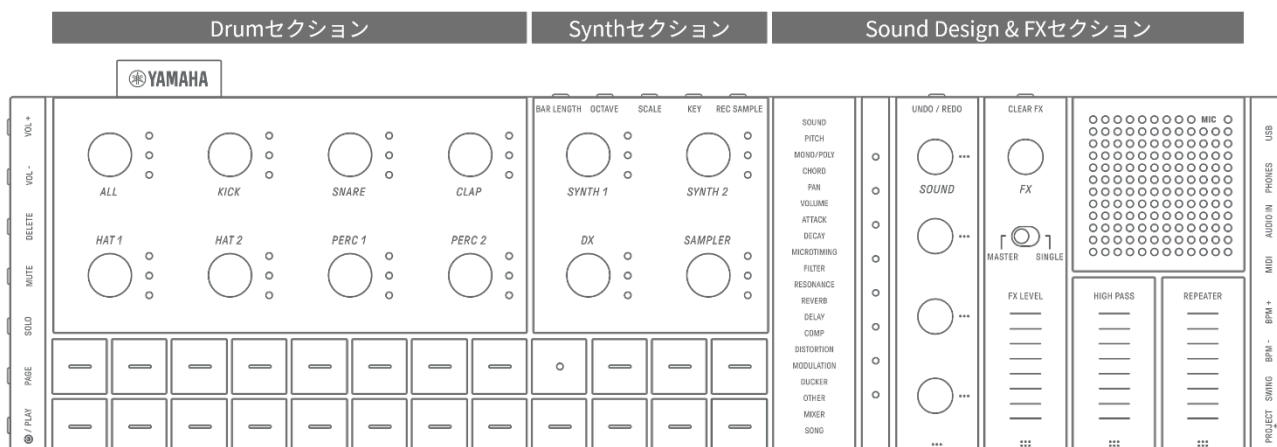 Drumセクション
Synthセクション
Sound Design & FXセクション
YAMAHA
VOL +
VOL -
DELETE
MUTE
SOLO
PAGE
/ PLAY
ALL
KICK
SNARE
CLAP
HAT 1
HAT 2
PERC 1
PERC 2
BAR LENGTH
OCTAVE
SCALE
KEY
REC SAMPLE
SYNTH 1
SYNTH 2
DX
SAMPLER
SOUND
PITCH
MONO/POLY
CHORD
PAN
VOLUME
ATTACK
DECAY
MICROTIMING
FILTER
RESONANCE
REVERB
DELAY
COMP
DISTORTION
MODULATION
DUCKER
OTHER
MIXER
SONG
UNDO / REDO
SOUND
CLEAR FX
FX
MASTER
SINGLE
FX LEVEL
MIC
HIGH PASS
REPEATER
USB
PHONES
AUDIO IN
MIDI
BPM +
BPM -
SWING
PROJECT